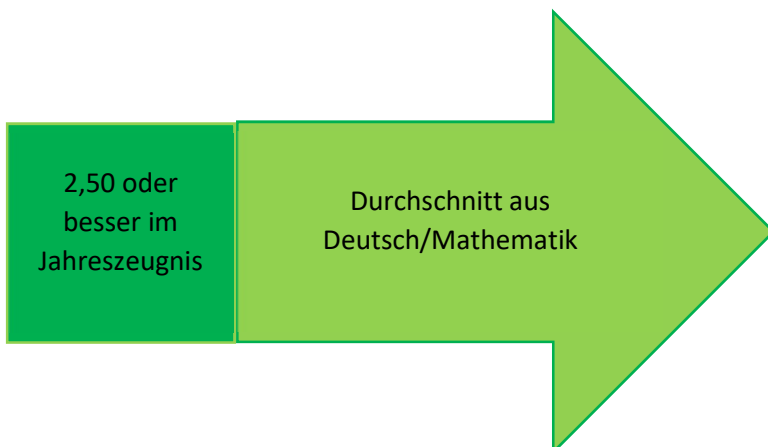 2,50 oder
besser im
Jahreszeugnis
Durchschnitt aus
Deutsch/Mathematik